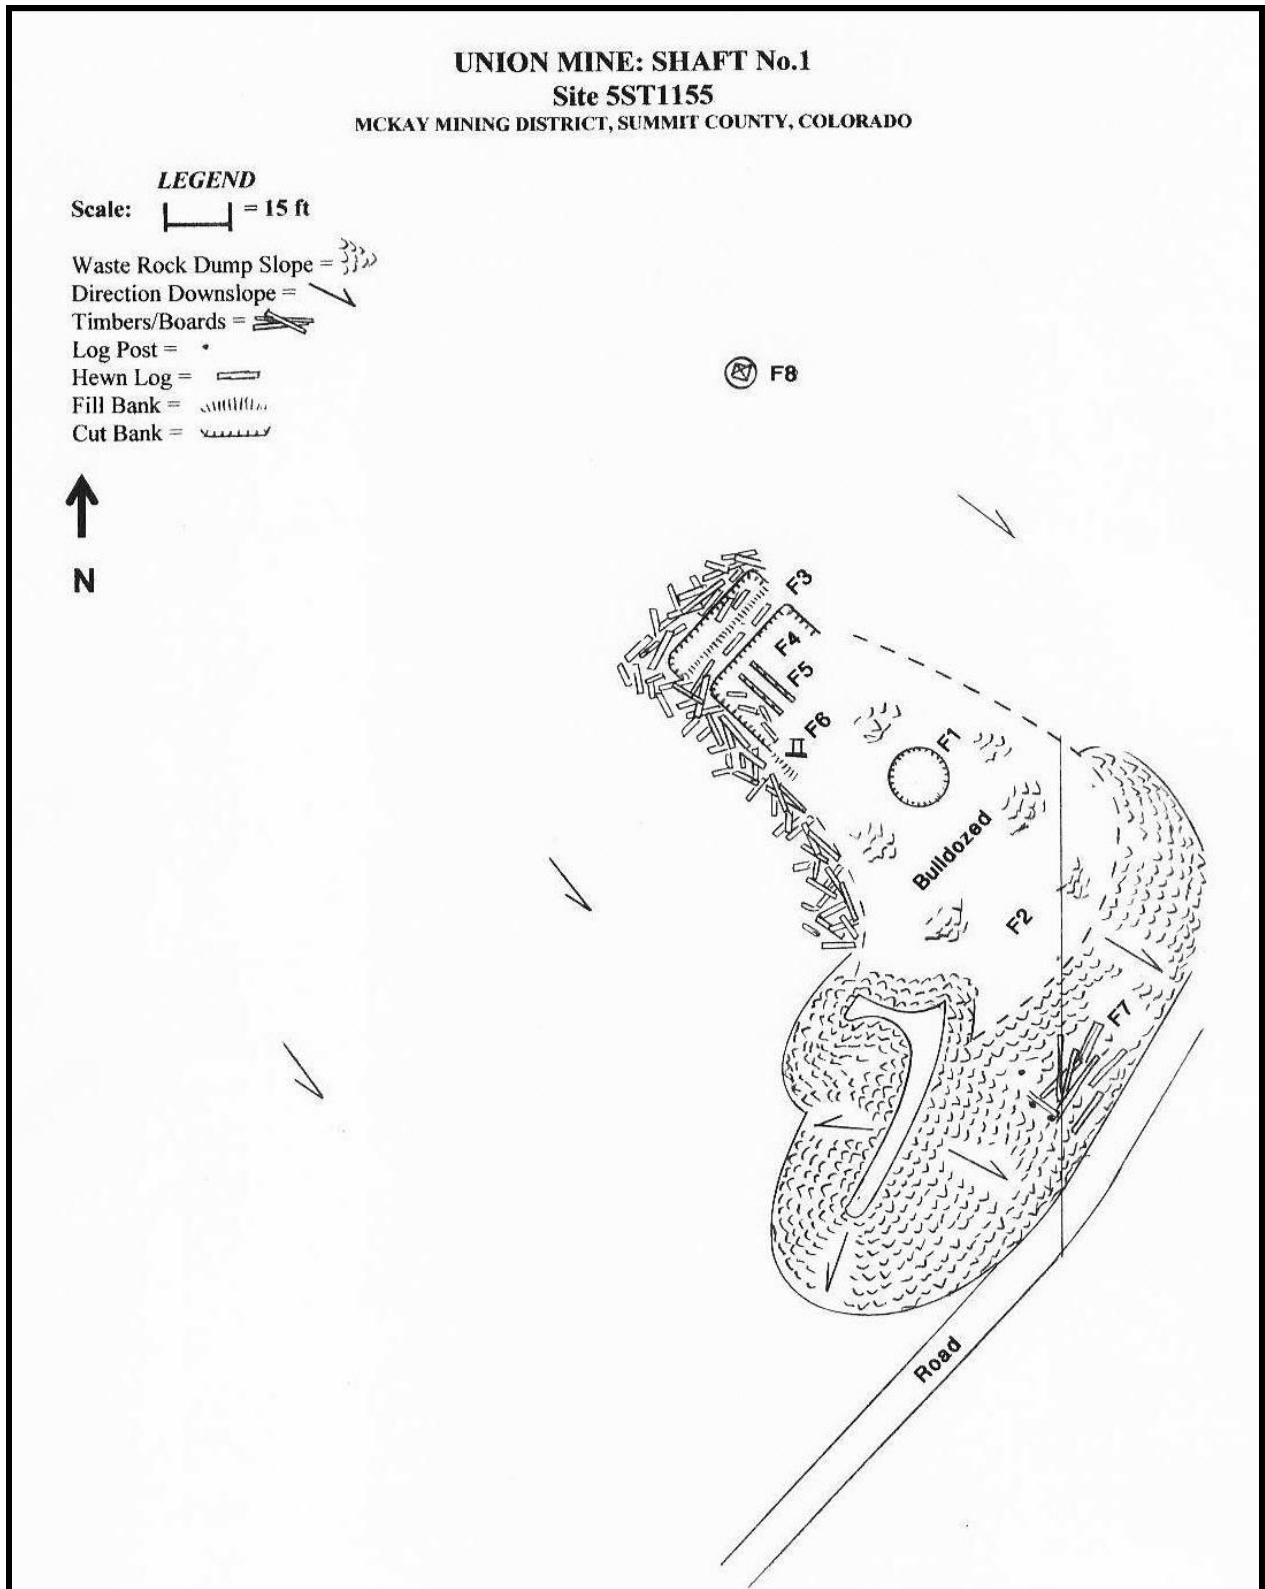 UNION MINE: SHAFT No.1
Site 5ST1155
MCKAY MINING DISTRICT, SUMMIT COUNTY, COLORADO
LEGEND
Scale: = 15 ft
Waste Rock Dump Slope =
Direction Downslope =
Timbers/Boards =
Log Post =
Hewn Log =
Fill Bank =
Cut Bank =
N
F8
F3
F4
F5
F6
F1
Bulldozed
F2
F7
Road